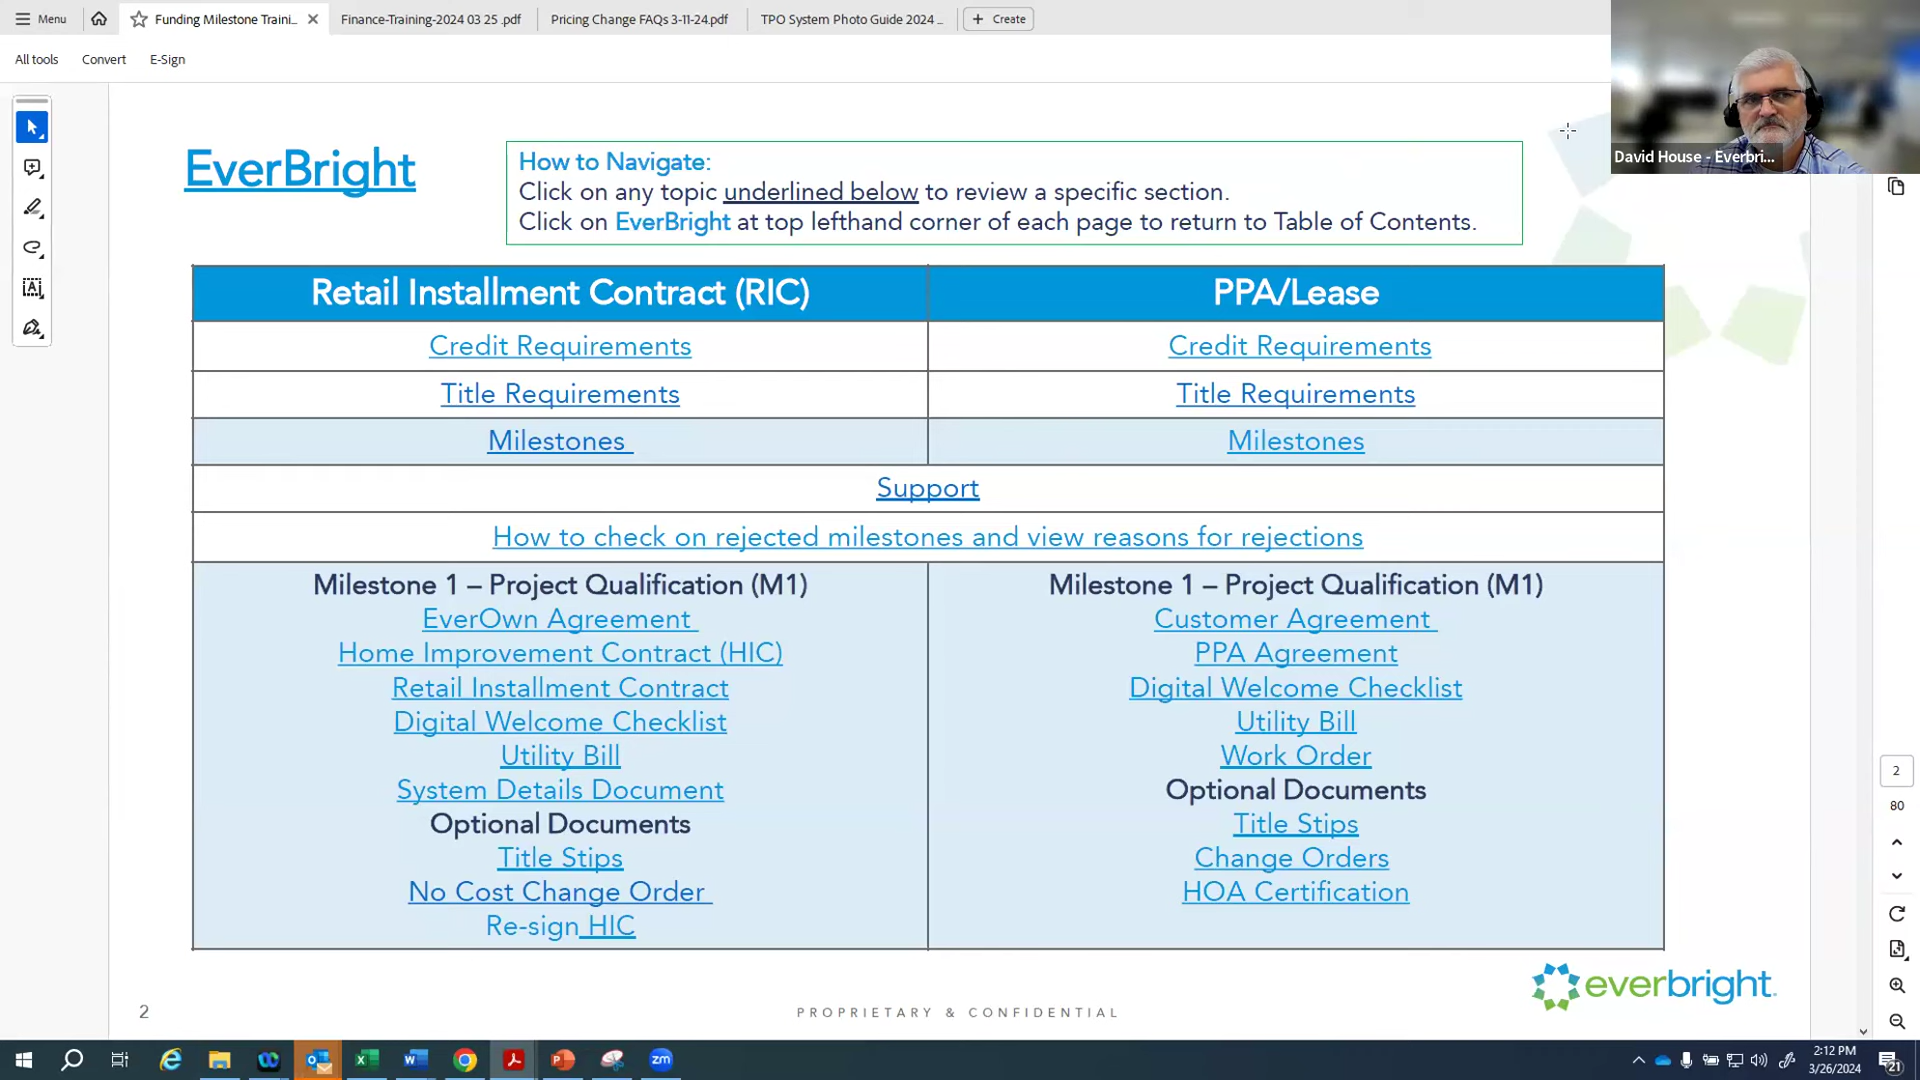 Menu
Funding Milestone Traini...
Finance-Training-2024 03 25 .pdf
Pricing Change FAQs 3-11-24.pdf
TPO System Photo Guide 2024 ...
+ Create
All tools
Convert
E-Sign
David House - Everbri...
EverBright
How to Navigate:
Click on any topic underlined below to review a specific section.
Click on EverBright at top lefthand corner of each page to return to Table of Contents.
Retail Installment Contract (RIC)
PPA/Lease
Credit Requirements
Credit Requirements
Title Requirements
Title Requirements
Milestones
Milestones
Support
How to check on rejected milestones and view reasons for rejections
Milestone 1 – Project Qualification (M1)
EverOwn Agreement
Home Improvement Contract (HIC)
Retail Installment Contract
Digital Welcome Checklist
Utility Bill
System Details Document
Optional Documents
Title Stips
No Cost Change Order
Re-sign HIC
Milestone 1 – Project Qualification (M1)
Customer Agreement
PPA Agreement
Digital Welcome Checklist
Utility Bill
Work Order
Optional Documents
Title Stips
Change Orders
HOA Certification
2
80
everbright.
2
PROPRIETARY & CONFIDENTIAL
zm
2:12 PM
3/26/2024
21